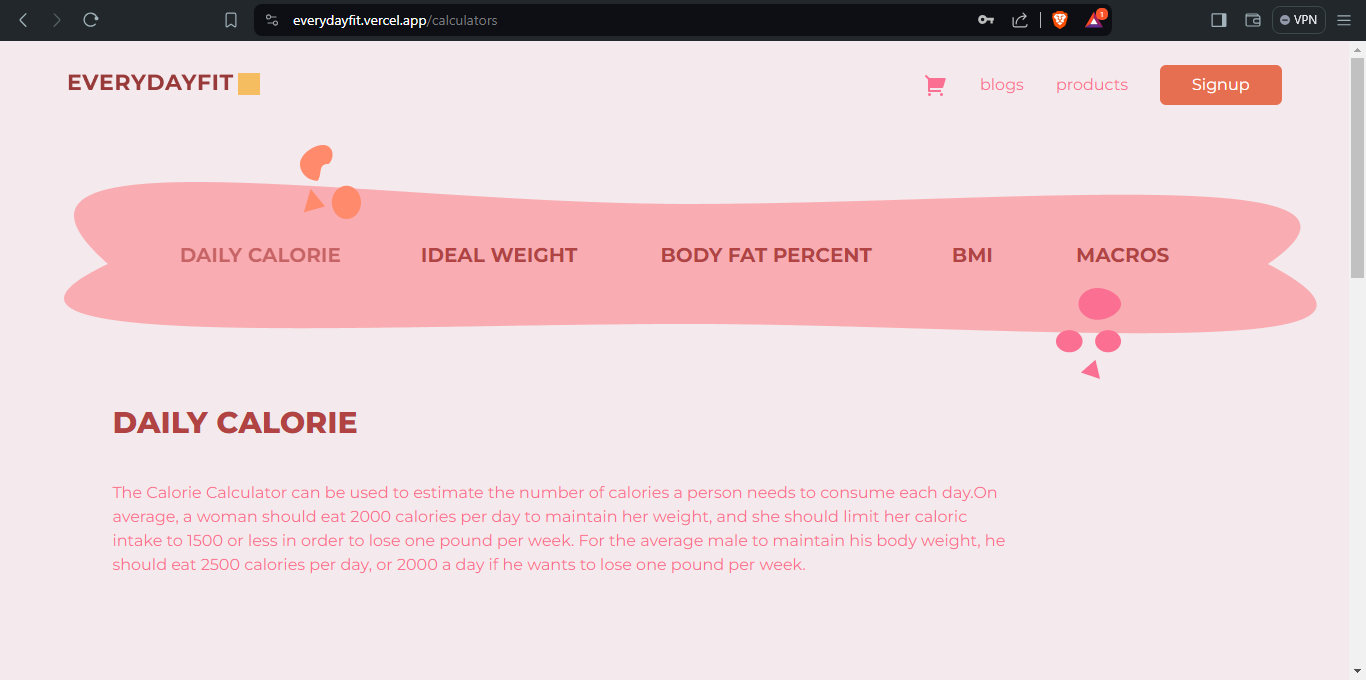 everydayfit.vercel.app/calculators
1
VPN
EVERYDAYFIT
blogs
products
Signup
DAILY CALORIE
IDEAL WEIGHT
BODY FAT PERCENT
BMI
MACROS
DAILY CALORIE
The Calorie Calculator can be used to estimate the number of calories a person needs to consume each day.On
average, a woman should eat 2000 calories per day to maintain her weight, and she should limit her caloric
intake to 1500 or less in order to lose one pound per week. For the average male to maintain his body weight, he
should eat 2500 calories per day, or 2000 a day if he wants to lose one pound per week.